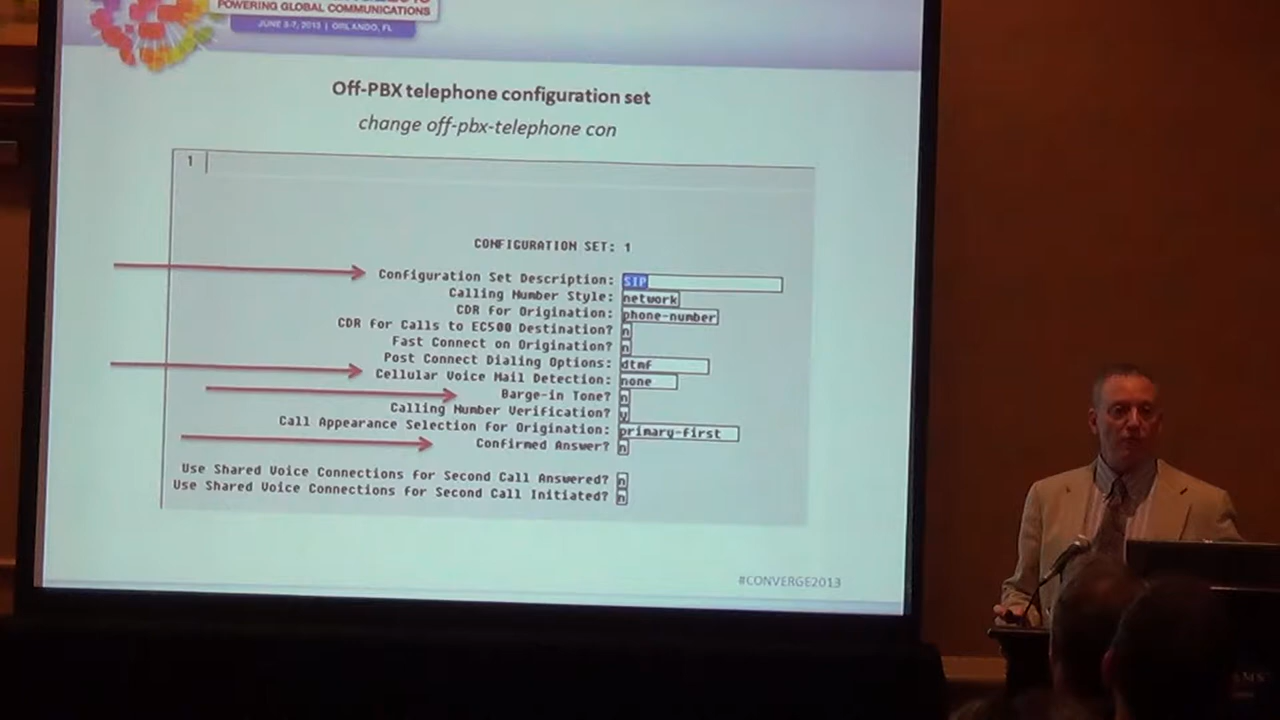 POWERING GLOBAL COMMUNICATIONS
JUNE 3-7, 2013 | ORLANDO, FL
Off-PBX telephone configuration set
change off-pbx-telephone con
1
CONFIGURATION SET: 1
Configuration Set Description: SIP
Calling Number Style: network
CDR for Origination: phone-number
CDR for Calls to EC500 Destination? n
Fast Connect on Origination? n
Post Connect Dialing Options: dtmf
Cellular Voice Mail Detection: none
Barge-in Tone? n
Calling Number Verification? y
Call Appearance Selection for Origination: primary-first
Confirmed Answer? n
Use Shared Voice Connections for Second Call Answered? n
Use Shared Voice Connections for Second Call Initiated? n
#CONVERGE2013